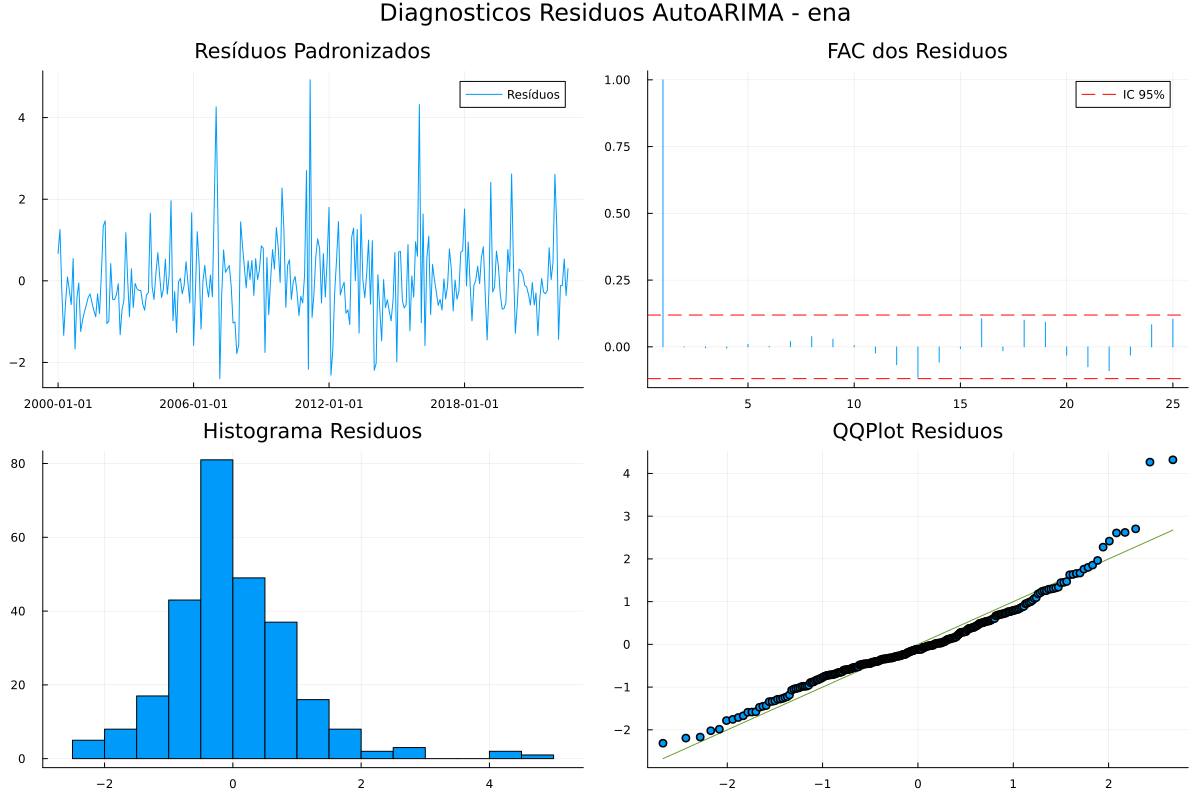 Diagnosticos Residuos AutoARIMA - ena
Resíduos Padronizados
Resíduos
4
2
0
−2
2000-01-01 2006-01-01 2012-01-01 2018-01-01
FAC dos Residuos
IC 95%
1.00
0.75
0.50
0.25
0.00
5 10 15 20 25
Histograma Residuos
80
60
40
20
0
−2 0 2 4
QQPlot Residuos
4
3
2
1
0
−1
−2
−2 −1 0 1 2